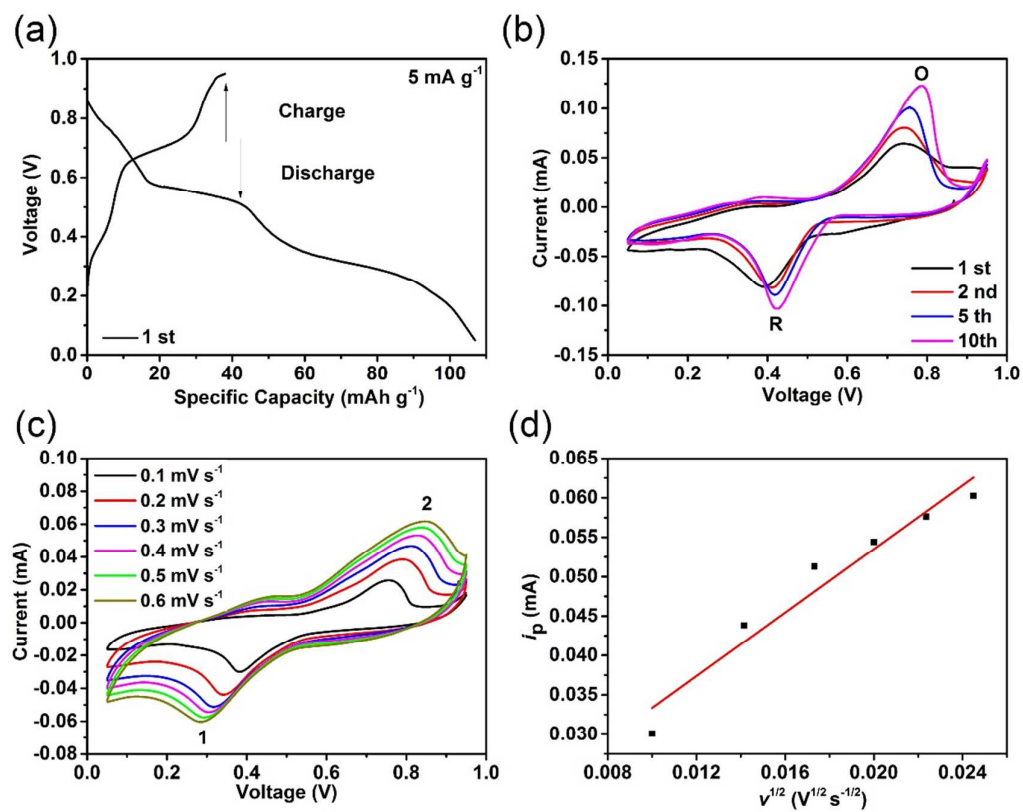 (a)
1.0
0.8
0.6
0.4
0.2
0.0
Voltage (V)
5 mA g⁻¹
Charge
Discharge
1 st
0 20 40 60 80 100
Specific Capacity (mAh g⁻¹)
(b)
0.15
0.10
0.05
0.00
-0.05
-0.10
-0.15
Current (mA)
O
R
1 st
2 nd
5 th
10th
0.0 0.2 0.4 0.6 0.8 1.0
Voltage (V)
(c)
0.10
0.08
0.06
0.04
0.02
0.00
-0.02
-0.04
-0.06
-0.08
Current (mA)
0.1 mV s⁻¹
0.2 mV s⁻¹
0.3 mV s⁻¹
0.4 mV s⁻¹
0.5 mV s⁻¹
0.6 mV s⁻¹
2
1
0.0 0.2 0.4 0.6 0.8 1.0
Voltage (V)
(d)
0.065
0.060
0.055
0.050
0.045
0.040
0.035
0.030
iₚ (mA)
0.008 0.012 0.016 0.020 0.024
v¹ᐟ² (V¹ᐟ² s⁻¹ᐟ²)